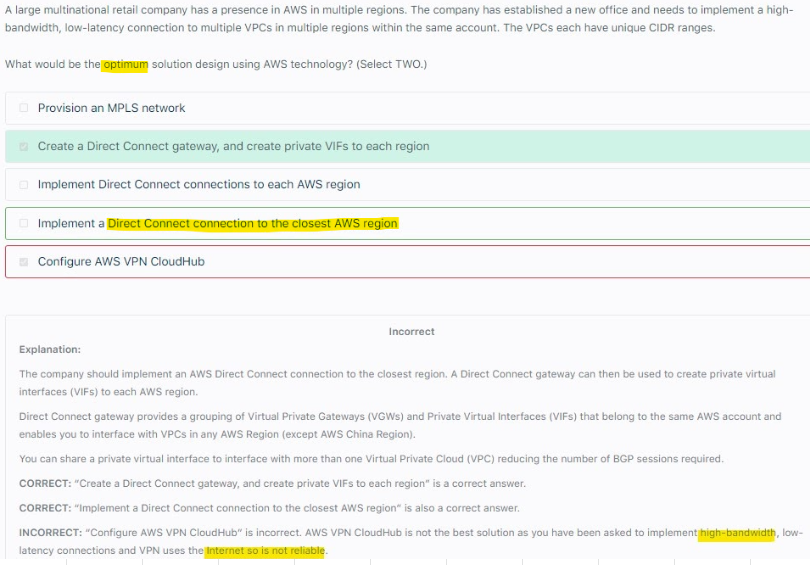 A large multinational retail company has a presence in AWS in multiple regions. The company has established a new office and needs to implement a high-
bandwidth, low-latency connection to multiple VPCs in multiple regions within the same account. The VPCs each have unique CIDR ranges.
What would be the optimum solution design using AWS technology? (Select TWO.)
Provision an MPLS network
Create a Direct Connect gateway, and create private VIFs to each region
Implement Direct Connect connections to each AWS region
Implement a Direct Connect connection to the closest AWS region
Configure AWS VPN CloudHub
Incorrect
Explanation:
The company should implement an AWS Direct Connect connection to the closest region. A Direct Connect gateway can then be used to create private virtual
interfaces (VIFs) to each AWS region.
Direct Connect gateway provides a grouping of Virtual Private Gateways (VGWs) and Private Virtual Interfaces (VIFs) that belong to the same AWS account and
enables you to interface with VPCs in any AWS Region (except AWS China Region).
You can share a private virtual interface to interface with more than one Virtual Private Cloud (VPC) reducing the number of BGP sessions required.
CORRECT: "Create a Direct Connect gateway, and create private VIFs to each region" is a correct answer.
CORRECT: "Implement a Direct Connect connection to the closest AWS region" is also a correct answer.
INCORRECT: "Configure AWS VPN CloudHub" is incorrect. AWS VPN CloudHub is not the best solution as you have been asked to implement high-bandwidth, low-
latency connections and VPN uses the Internet so is not reliable.